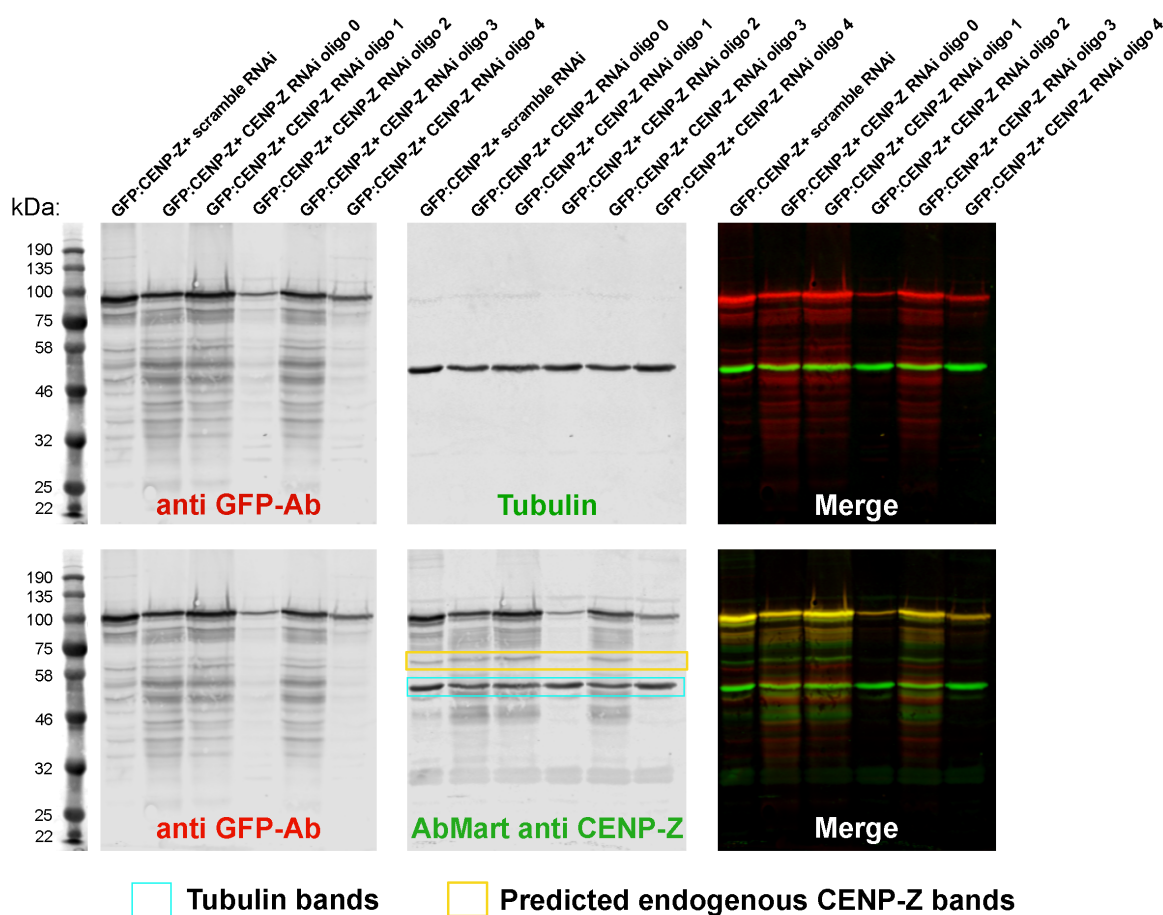 GFP:CENP-Z+ scramble RNAi
GFP:CENP-Z+ CENP-Z RNAi oligo 0
GFP:CENP-Z+ CENP-Z RNAi oligo 1
GFP:CENP-Z+ CENP-Z RNAi oligo 2
GFP:CENP-Z+ CENP-Z RNAi oligo 3
GFP:CENP-Z+ CENP-Z RNAi oligo 4
GFP:CENP-Z+ scramble RNAi
GFP:CENP-Z+ CENP-Z RNAi oligo 0
GFP:CENP-Z+ CENP-Z RNAi oligo 1
GFP:CENP-Z+ CENP-Z RNAi oligo 2
GFP:CENP-Z+ CENP-Z RNAi oligo 3
GFP:CENP-Z+ CENP-Z RNAi oligo 4
GFP:CENP-Z+ scramble RNAi
GFP:CENP-Z+ CENP-Z RNAi oligo 0
GFP:CENP-Z+ CENP-Z RNAi oligo 1
GFP:CENP-Z+ CENP-Z RNAi oligo 2
GFP:CENP-Z+ CENP-Z RNAi oligo 3
GFP:CENP-Z+ CENP-Z RNAi oligo 4
kDa:
190
135
100
75
58
46
32
25
22
anti GFP-Ab
Tubulin
Merge
190
135
100
75
58
46
32
25
22
anti GFP-Ab
AbMart anti CENP-Z
Merge
Tubulin bands
Predicted endogenous CENP-Z bands